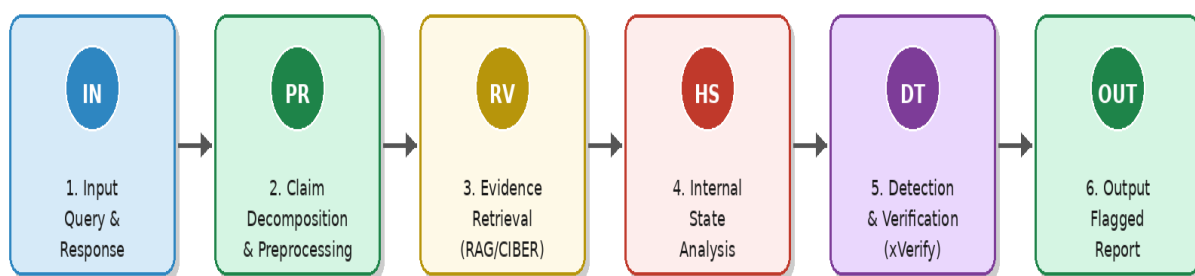 IN
1. Input
Query &
Response
PR
2. Claim
Decomposition
& Preprocessing
RV
3. Evidence
Retrieval
(RAG/CIBER)
HS
4. Internal
State
Analysis
DT
5. Detection
& Verification
(xVerify)
OUT
6. Output
Flagged
Report